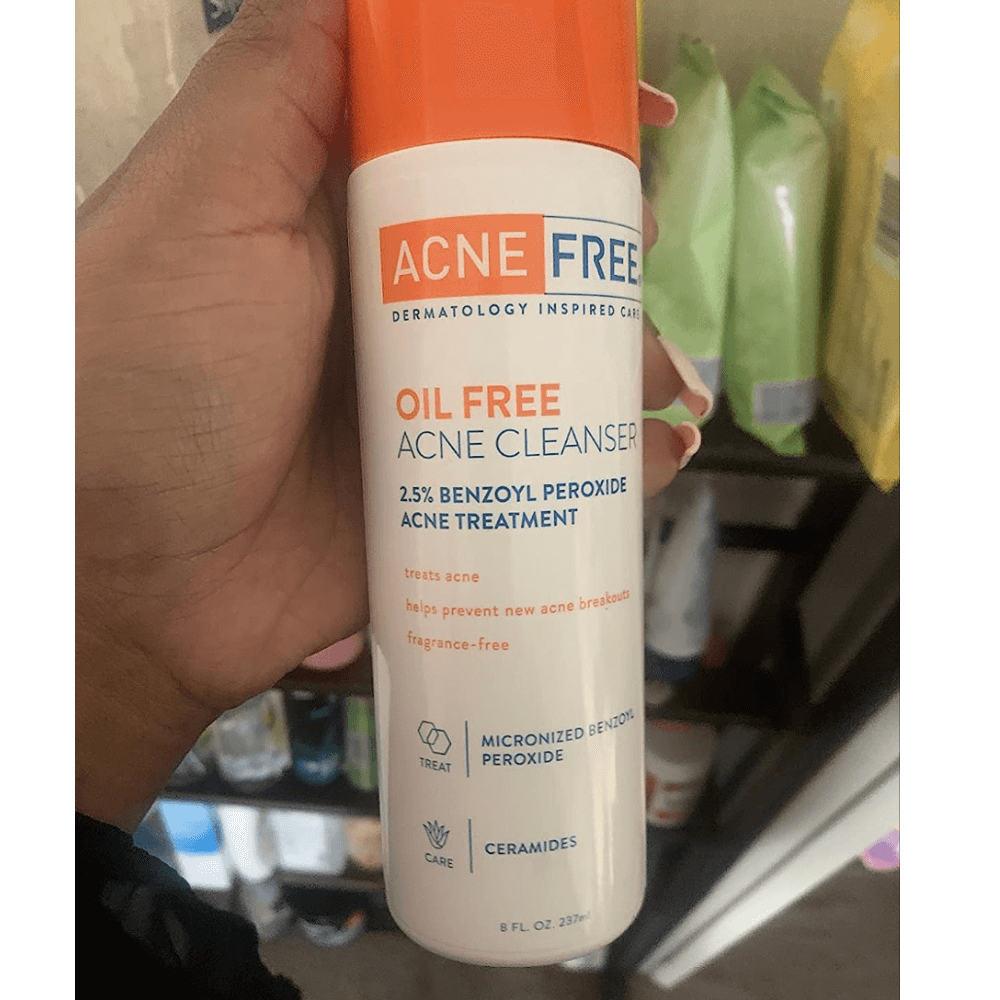 ACNE FREE
DERMATOLOGY INSPIRED CARE
OIL FREE
ACNE CLEANSER
2.5% BENZOYL PEROXIDE
ACNE TREATMENT
treats acne
helps prevent new acne breakouts
fragrance-free
TREAT
MICRONIZED BENZOYL
PEROXIDE
CARE
CERAMIDES
8 FL. OZ. 237ml